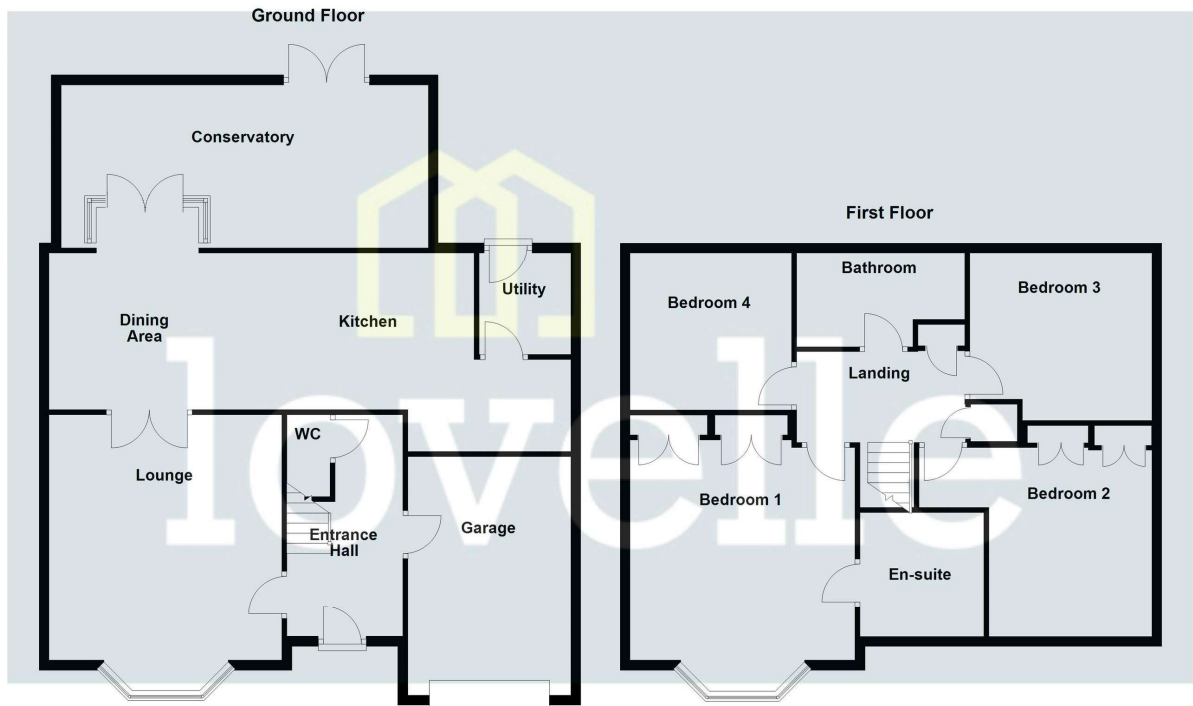 Ground Floor
Conservatory
Dining
Area
Kitchen
Utility
Lounge
WC
Entrance
Hall
Garage
First Floor
Bedroom 4
Bathroom
Bedroom 3
Landing
Bedroom 1
Bedroom 2
En-suite
lovelle